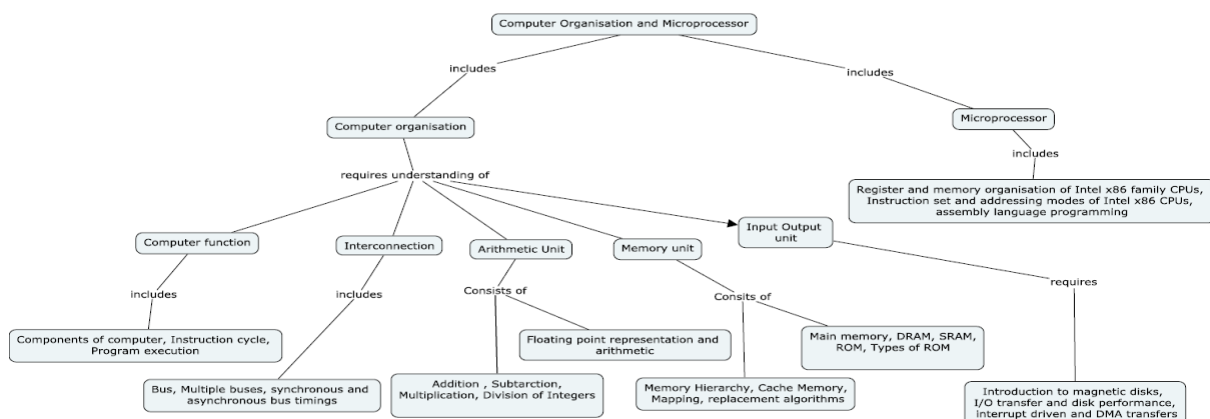 Computer Organisation and Microprocessor
includes
includes
Computer organisation
Microprocessor
includes
requires understanding of
Register and memory organisation of Intel x86 family CPUs,
Instruction set and addressing modes of Intel x86 CPUs,
assembly language programming
Computer function
Interconnection
Arithmetic Unit
Memory unit
Input Output
unit
includes
includes
Consists of
Consits of
requires
Components of computer, Instruction cycle,
Program execution
Floating point representation and
arithmetic
Main memory, DRAM, SRAM,
ROM, Types of ROM
Bus, Multiple buses, synchronous and
asynchronous bus timings
Addition , Subtarction,
Multiplication, Division of Integers
Memory Hierarchy, Cache Memory,
Mapping, replacement algorithms
Introduction to magnetic disks,
I/O transfer and disk performance,
interrupt driven and DMA transfers